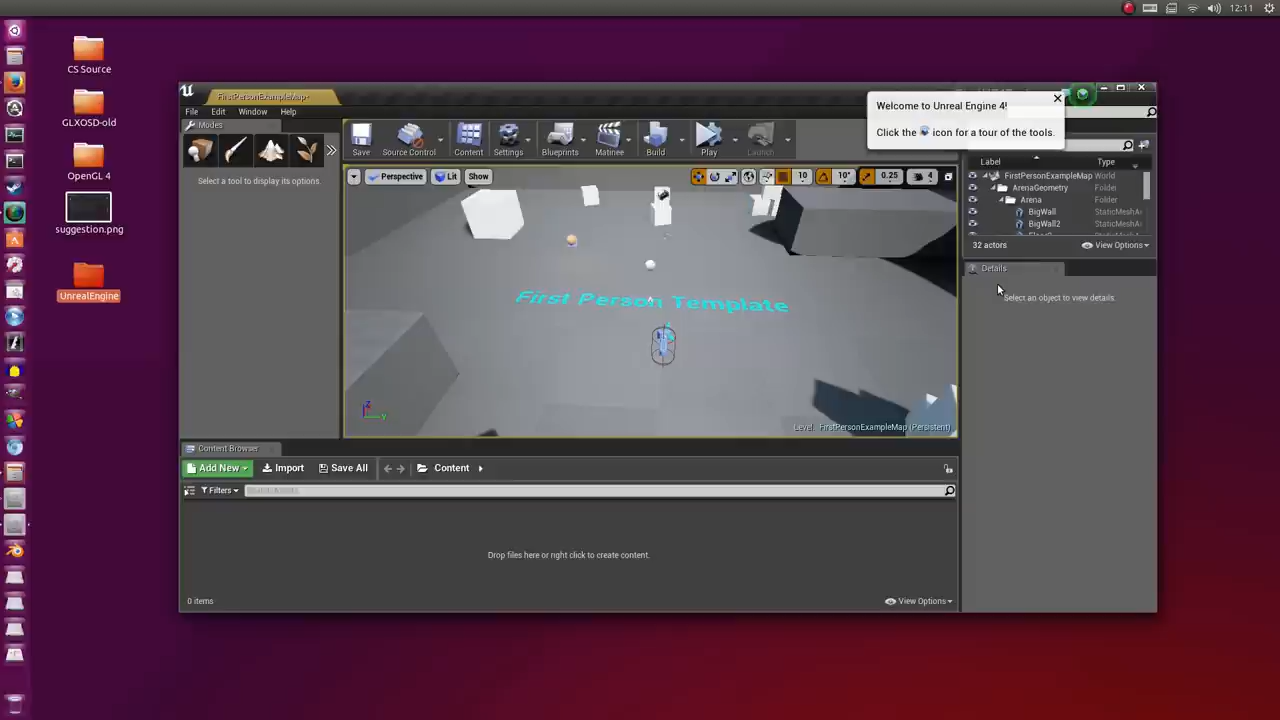 12:11
CS Source
GLXOSD-old
OpenGL 4
suggestion.png
UnrealEngine
FirstPersonExampleMap•
File Edit Window Help
Welcome to Unreal Engine 4!
Click the icon for a tour of the tools.
Modes
Select a tool to display its options.
Save Source Control Content Settings Blueprints Matinee Build Play Launch
Perspective Lit Show 10 10° 0.25 4
First Person Template
Level: FirstPersonExampleMap (Persistent)
Label Type
FirstPersonExampleMap World
ArenaGeometry Folder
Arena Folder
BigWall StaticMeshA
BigWall2 StaticMeshA
32 actors View Options
Details
Select an object to view details.
Content Browser
Add New Import Save All Content
Filters
Drop files here or right click to create content.
0 items View Options